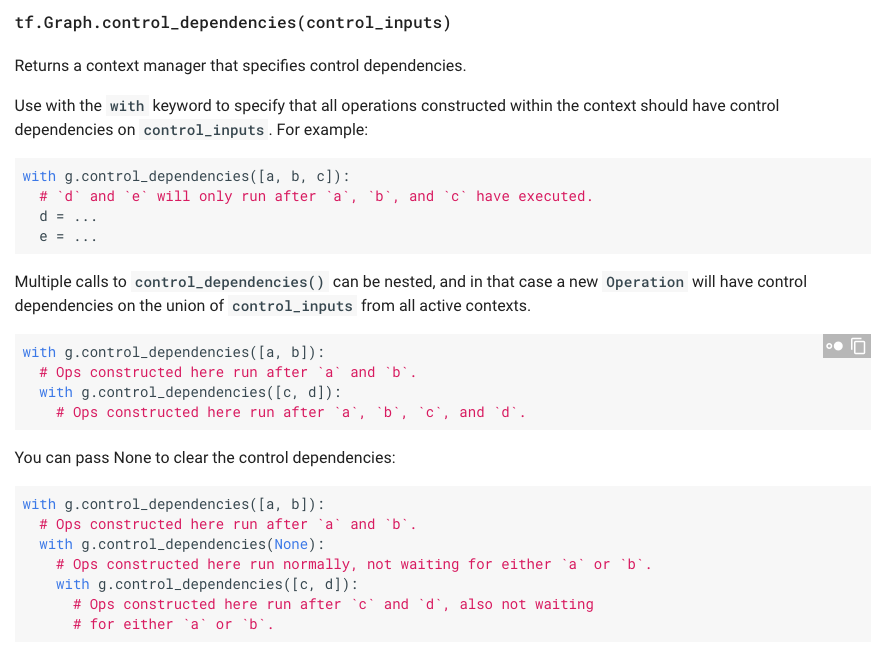 tf.Graph.control_dependencies(control_inputs)
Returns a context manager that specifies control dependencies.
Use with the with keyword to specify that all operations constructed within the context should have control
dependencies on control_inputs. For example:
with g.control_dependencies([a, b, c]):
  # `d` and `e` will only run after `a`, `b`, and `c` have executed.
  d = ...
  e = ...
Multiple calls to control_dependencies() can be nested, and in that case a new Operation will have control
dependencies on the union of control_inputs from all active contexts.
with g.control_dependencies([a, b]):
  # Ops constructed here run after `a` and `b`.
  with g.control_dependencies([c, d]):
    # Ops constructed here run after `a`, `b`, `c`, and `d`.
You can pass None to clear the control dependencies:
with g.control_dependencies([a, b]):
  # Ops constructed here run after `a` and `b`.
  with g.control_dependencies(None):
    # Ops constructed here run normally, not waiting for either `a` or `b`.
    with g.control_dependencies([c, d]):
      # Ops constructed here run after `c` and `d`, also not waiting
      # for either `a` or `b`.